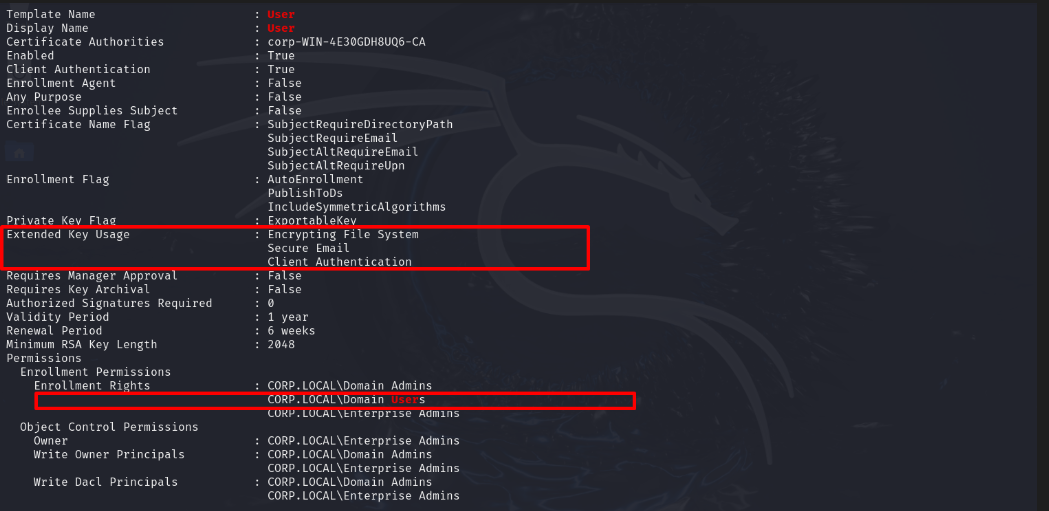 Template Name : User
Display Name : User
Certificate Authorities : corp-WIN-4E30GDH8UQ6-CA
Enabled : True
Client Authentication : True
Enrollment Agent : False
Any Purpose : False
Enrollee Supplies Subject : False
Certificate Name Flag : SubjectRequireDirectoryPath
SubjectRequireEmail
SubjectAltRequireEmail
SubjectAltRequireUpn
Enrollment Flag : AutoEnrollment
PublishToDs
IncludeSymmetricAlgorithms
Private Key Flag : ExportableKey
Extended Key Usage : Encrypting File System
Secure Email
Client Authentication
Requires Manager Approval : False
Requires Key Archival : False
Authorized Signatures Required : 0
Validity Period : 1 year
Renewal Period : 6 weeks
Minimum RSA Key Length : 2048
Permissions
Enrollment Permissions
Enrollment Rights : CORP.LOCAL\Domain Admins
CORP.LOCAL\Domain Users
CORP.LOCAL\Enterprise Admins
Object Control Permissions
Owner : CORP.LOCAL\Enterprise Admins
Write Owner Principals : CORP.LOCAL\Domain Admins
CORP.LOCAL\Enterprise Admins
Write Dacl Principals : CORP.LOCAL\Domain Admins
CORP.LOCAL\Enterprise Admins